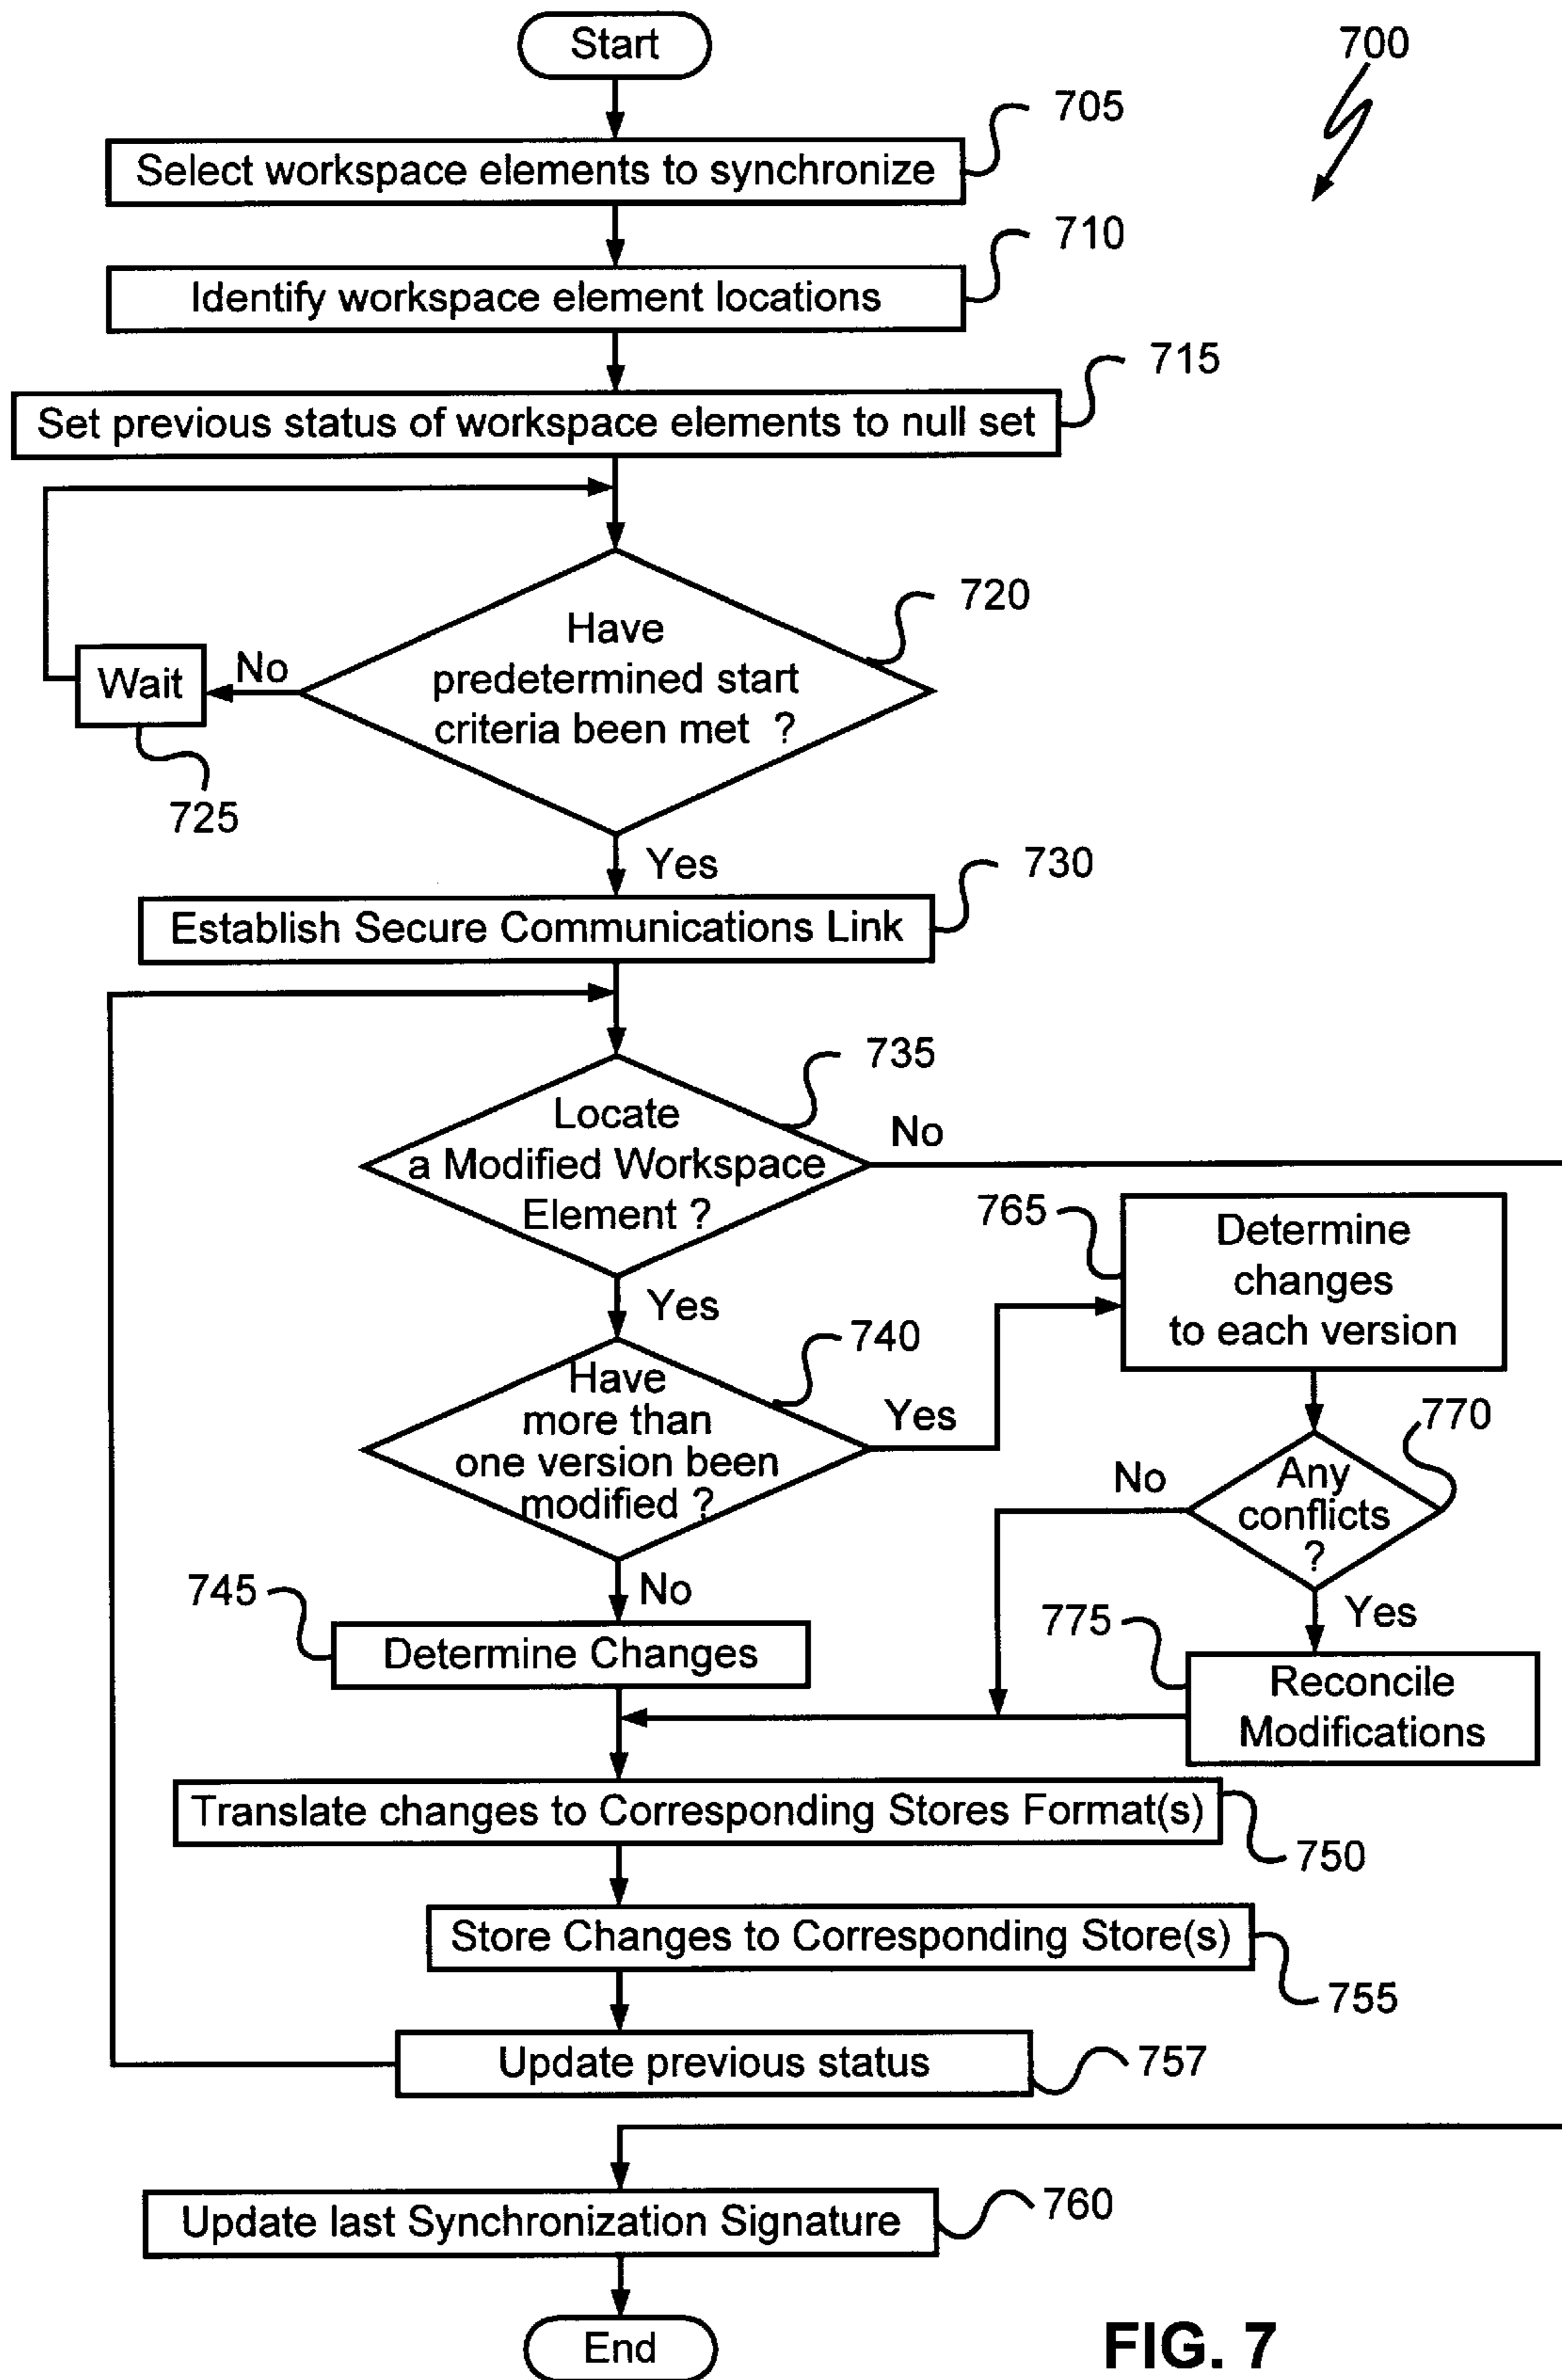 Start
700
705
Select workspace elements to synchronize
710
Identify workspace element locations
715
Set previous status of workspace elements to null set
720
Have
predetermined start
criteria been met ?
No
Wait
725
Yes
730
Establish Secure Communications Link
735
Locate
a Modified Workspace
Element ?
No
Yes
740
Have
more than
one version been
modified ?
Yes
765
Determine
changes
to each version
770
Any
conflicts
?
No
Yes
775
Reconcile
Modifications
No
745
Determine Changes
Translate changes to Corresponding Stores Format(s)
750
Store Changes to Corresponding Store(s)
755
Update previous status
757
Update last Synchronization Signature
760
End
FIG. 7